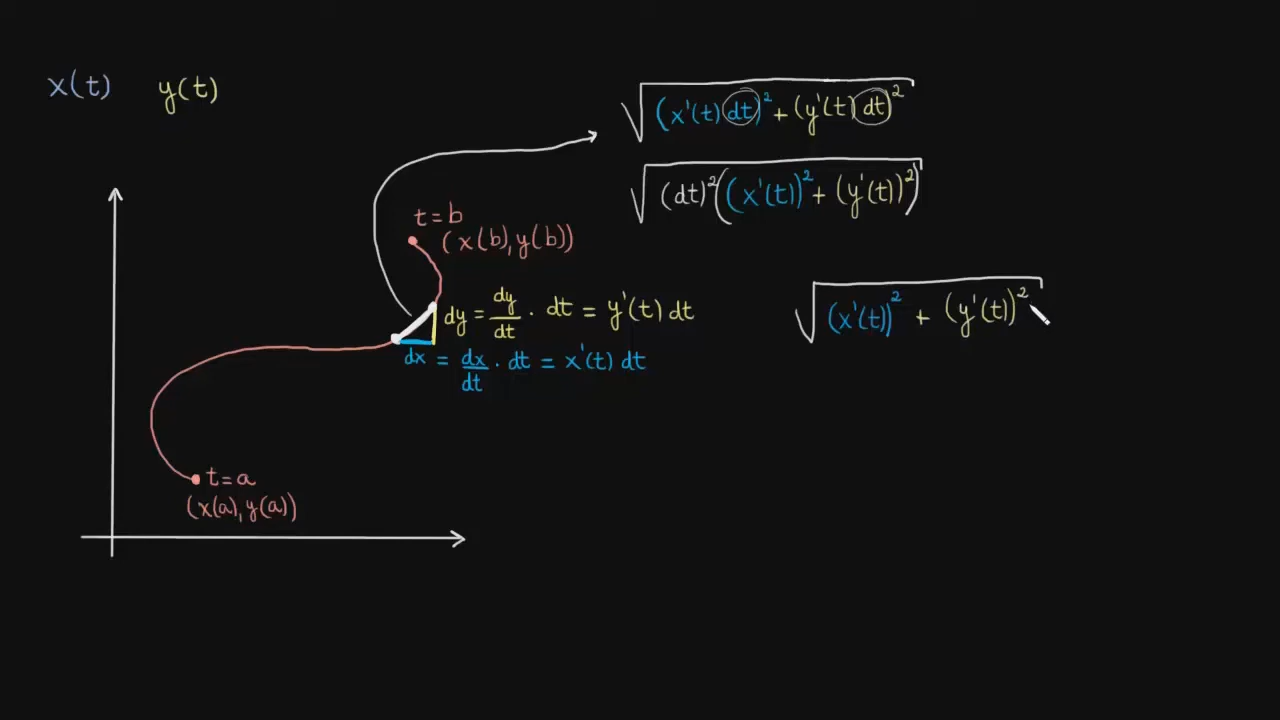 x(t) y(t)
√((x'(t) dt)² + (y'(t) dt)²)
√((dt)²((x'(t))² + (y'(t))²))
t=b
(x(b), y(b))
dy = dy/dt · dt = y'(t) dt
√((x'(t))² + (y'(t))²)
dx = dx/dt · dt = x'(t) dt
t=a
(x(a), y(a))